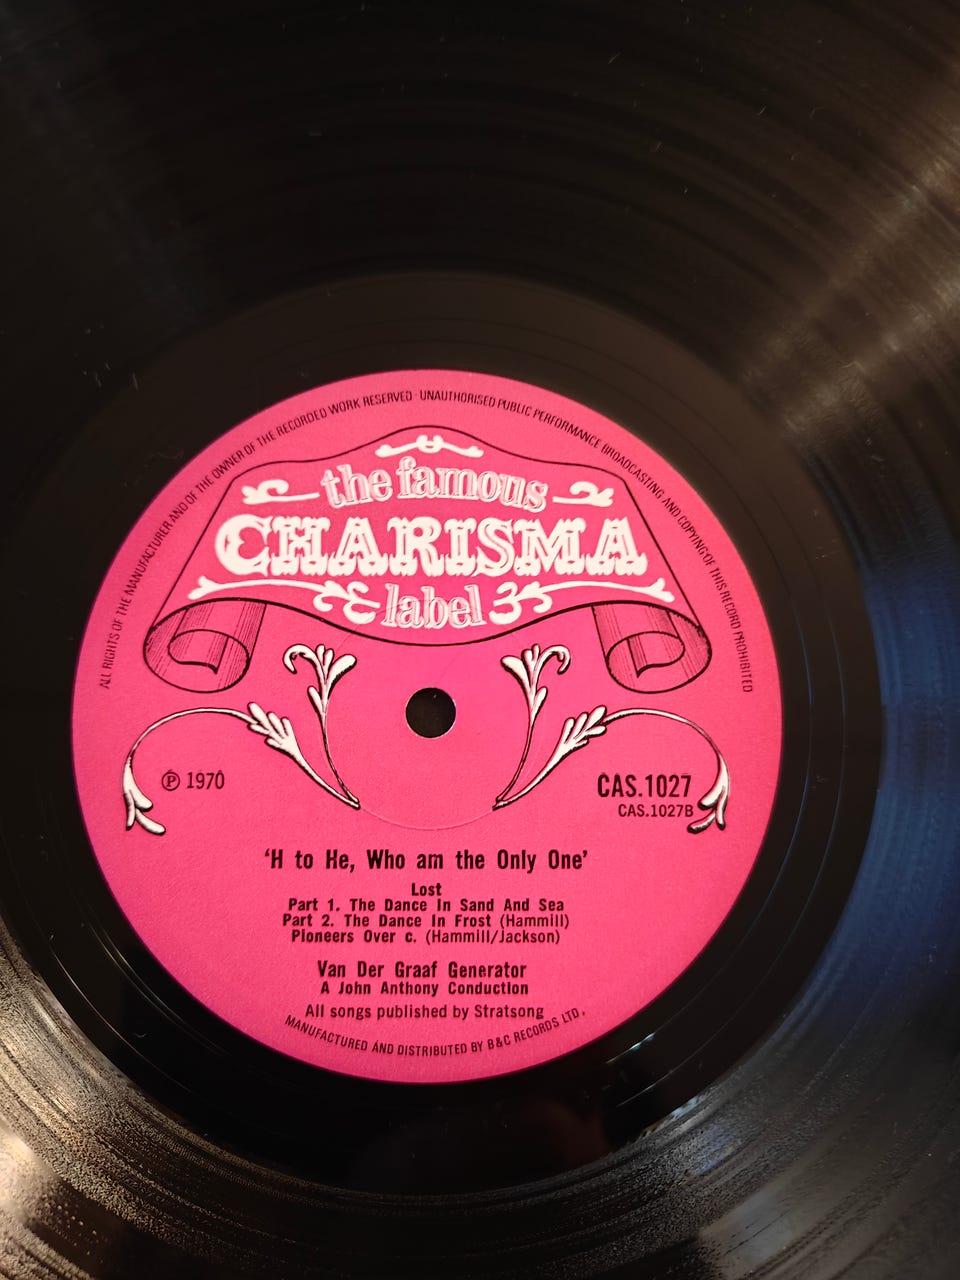 ALL RIGHTS OF THE MANUFACTURER AND OF THE OWNER OF THE RECORDED WORK RESERVED · UNAUTHORISED PUBLIC PERFORMANCE BROADCASTING AND COPYING OF THIS RECORD PROHIBITED
the famous
CHARISMA
label
℗ 1970
CAS.1027
CAS.1027B
‘H to He, Who am the Only One’
Lost
Part 1. The Dance In Sand And Sea
Part 2. The Dance In Frost (Hammill)
Pioneers Over c. (Hammill/Jackson)
Van Der Graaf Generator
A John Anthony Conduction
All songs published by Stratsong
MANUFACTURED AND DISTRIBUTED BY B&C RECORDS LTD.